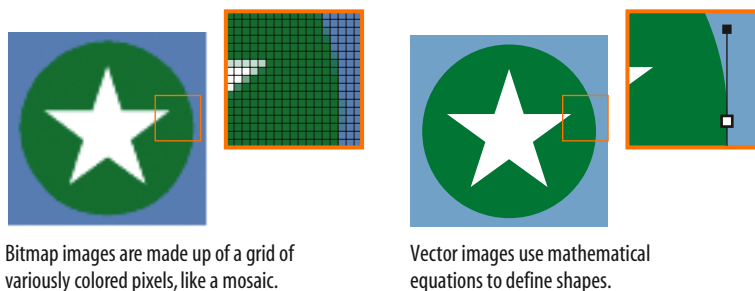 Bitmap images are made up of a grid of
variously colored pixels, like a mosaic.
Vector images use mathematical
equations to define shapes.